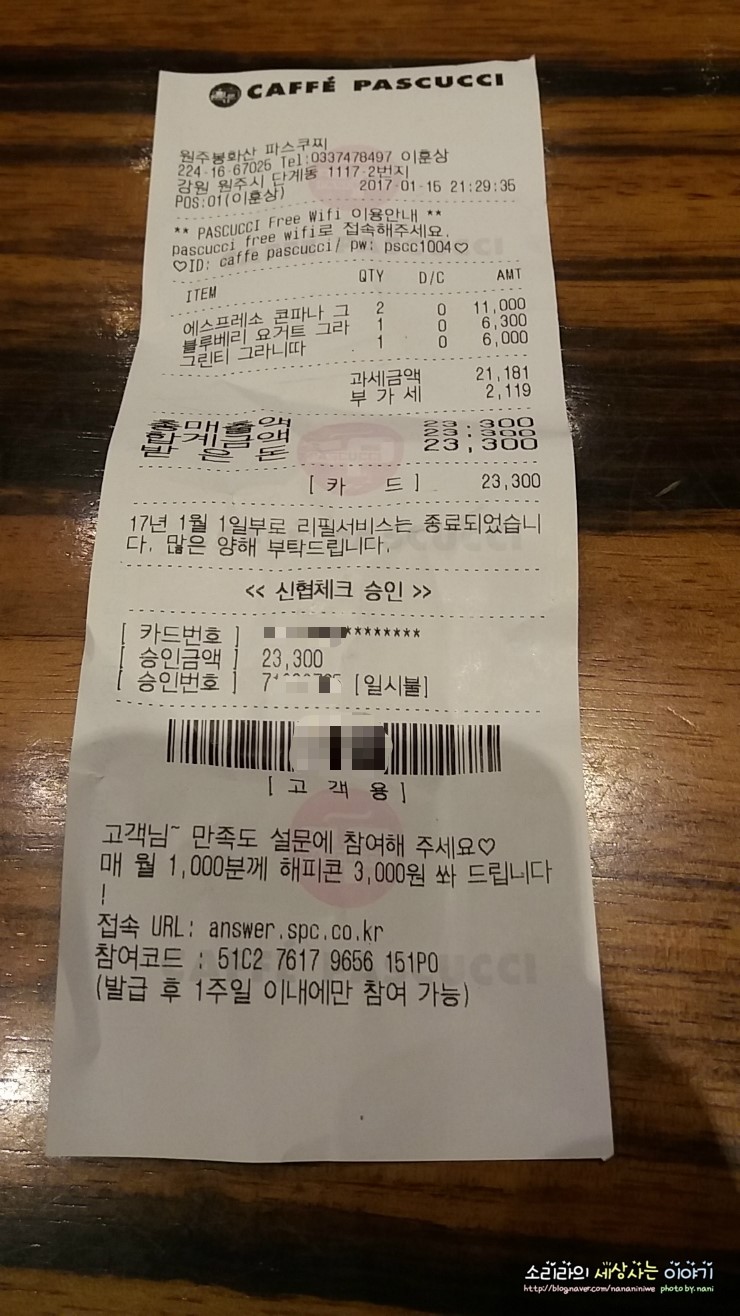 CAFFÉ PASCUCCI
원주봉화산 파스쿠찌
224-16-67025 Tel:0337478497 이훈상
강원 원주시 단계동 1117-2번지
POS:01(이훈상) 2017-01-15 21:29:35
** PASCUCCI Free Wifi 이용안내 **
pascucci free wifi로 접속해주세요.
♡ID: caffe pascucci/ pw: pscc1004♡
ITEM QTY D/C AMT
에스프레소 콘파나 그 2 0 11,000
블루베리 요거트 그라 1 0 6,300
그린티 그라니따 1 0 6,000
과세금액 21,181
부 가 세 2,119
총매출액 23,300
합계금액 23,300
받 은 돈 23,300
[ 카 드 ] 23,300
17년 1월 1일부로 리필서비스는 종료되었습니
다. 많은 양해 부탁드립니다.
<< 신협체크 승인 >>
[ 카드번호 ] ********
[ 승인금액 ] 23,300
[ 승인번호 ] [일시불]
[ 고 객 용 ]
고객님~ 만족도 설문에 참여해 주세요♡
매 월 1,000분께 해피콘 3,000원 쏴 드립니다
!
접속 URL: answer.spc.co.kr
참여코드 : 51C2 7617 9656 151P0
(발급 후 1주일 이내에만 참여 가능)
소리라의 세상사는 이야기
http://blog.naver.com/nananiniwe photo by.nani